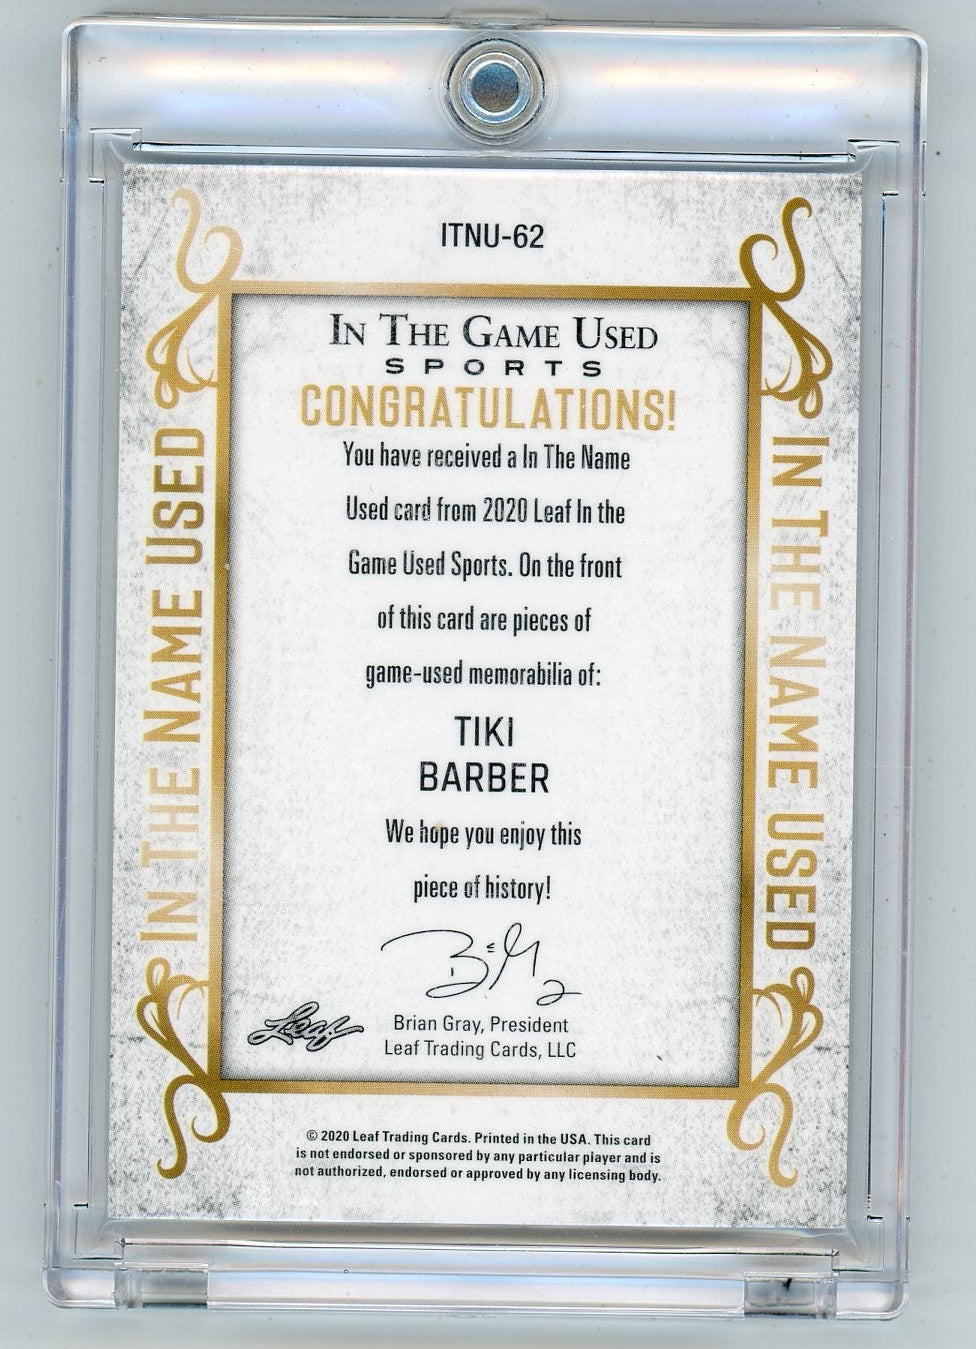 ITNU-62
IN THE GAME USED
SPORTS
CONGRATULATIONS!
You have received a In The Name
Used card from 2020 Leaf In the
Game Used Sports. On the front
of this card are pieces of
game-used memorabilia of:
TIKI
BARBER
We hope you enjoy this
piece of history!
Leaf
Brian Gray, President
Leaf Trading Cards, LLC
IN THE NAME USED
IN THE NAME USED
© 2020 Leaf Trading Cards. Printed in the USA. This card
is not endorsed or sponsored by any particular player and is
not authorized, endorsed or approved by any licensing body.